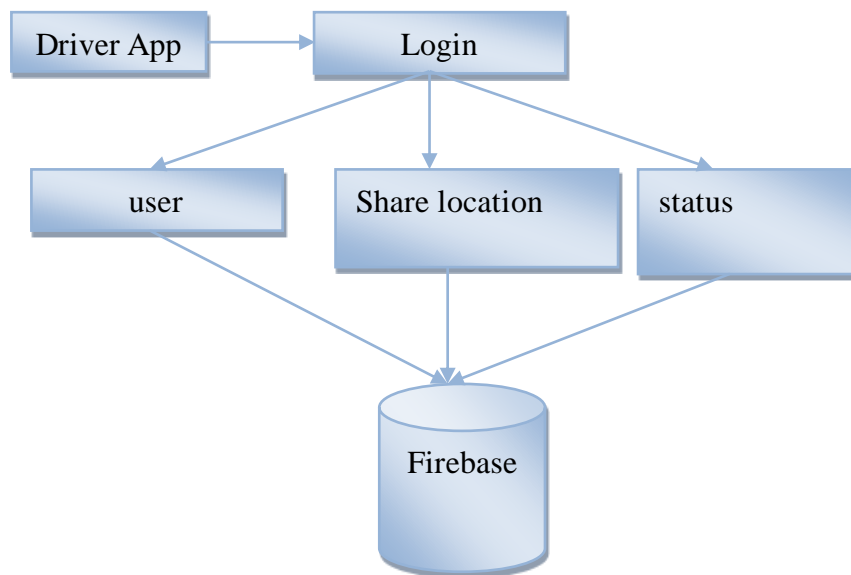 Driver App
Login
user
Share location
status
Firebase